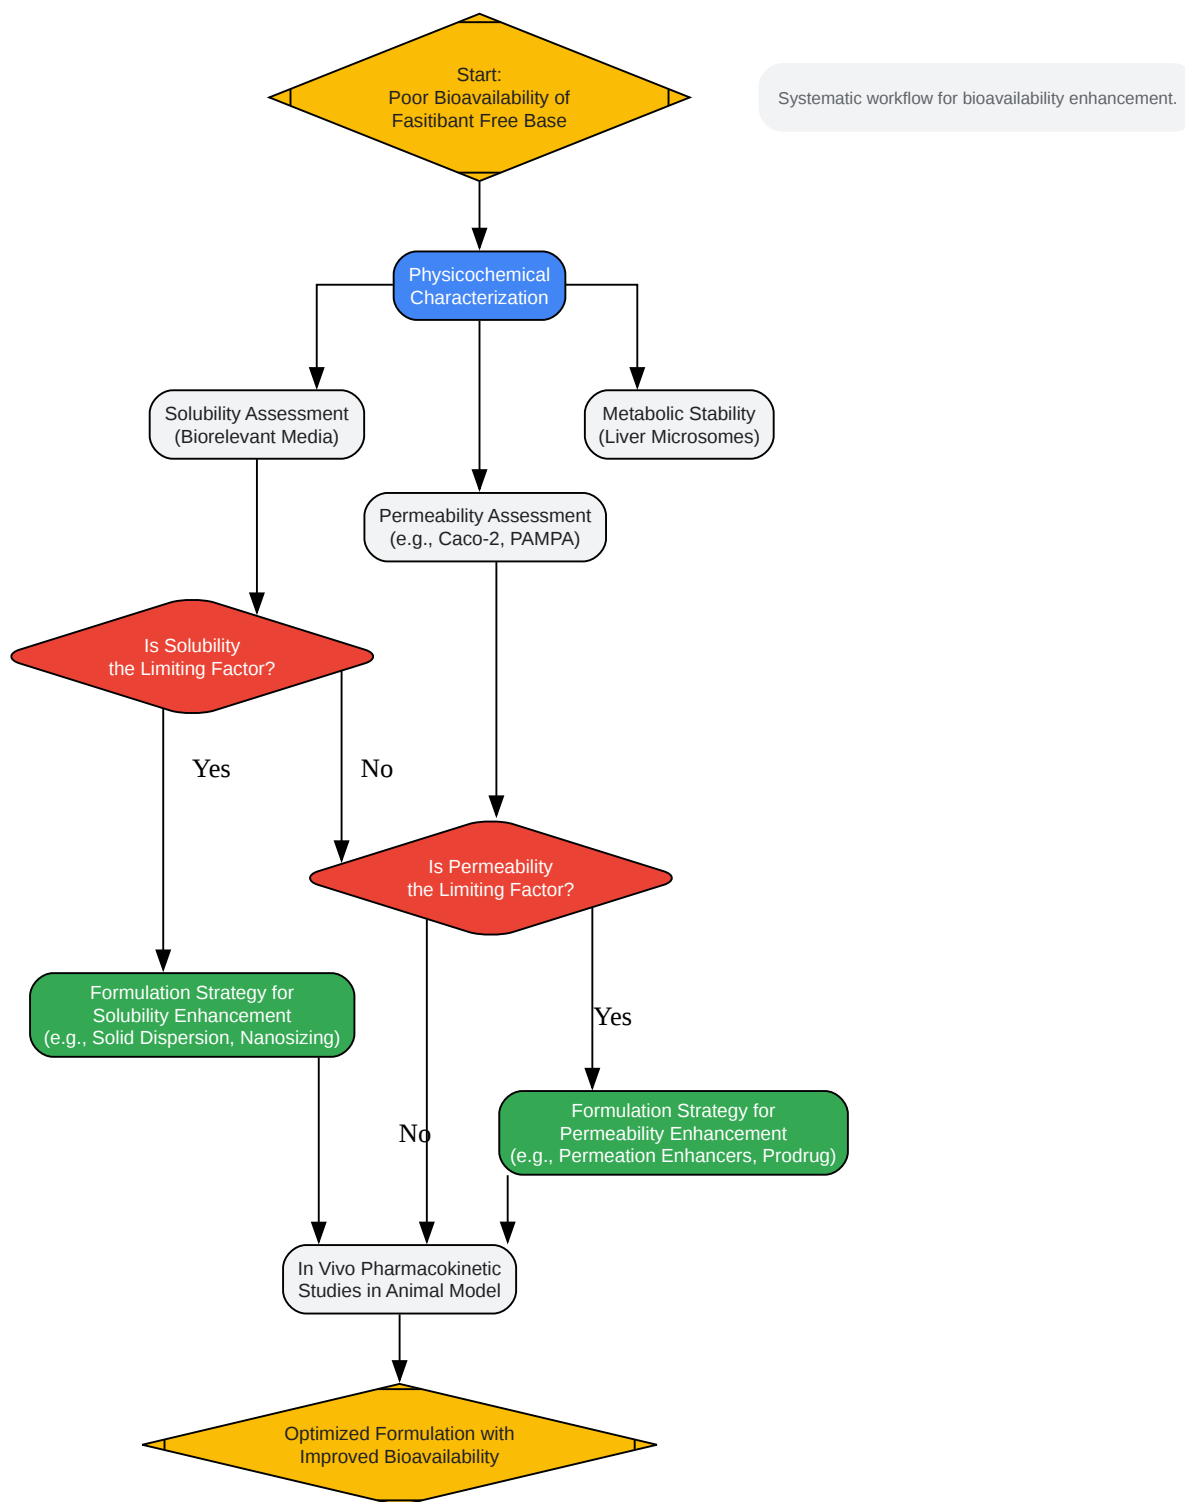 Start:
Poor Bioavailability of
Fasitibant Free Base
Systematic workflow for bioavailability enhancement.
Physicochemical
Characterization
Solubility Assessment
(Biorelevant Media)
Metabolic Stability
(Liver Microsomes)
Permeability Assessment
(e.g., Caco-2, PAMPA)
Is Solubility
the Limiting Factor?
Yes
No
Is Permeability
the Limiting Factor?
Formulation Strategy for
Solubility Enhancement
(e.g., Solid Dispersion, Nanosizing)
Yes
No
Formulation Strategy for
Permeability Enhancement
(e.g., Permeation Enhancers, Prodrug)
In Vivo Pharmacokinetic
Studies in Animal Model
Optimized Formulation with
Improved Bioavailability